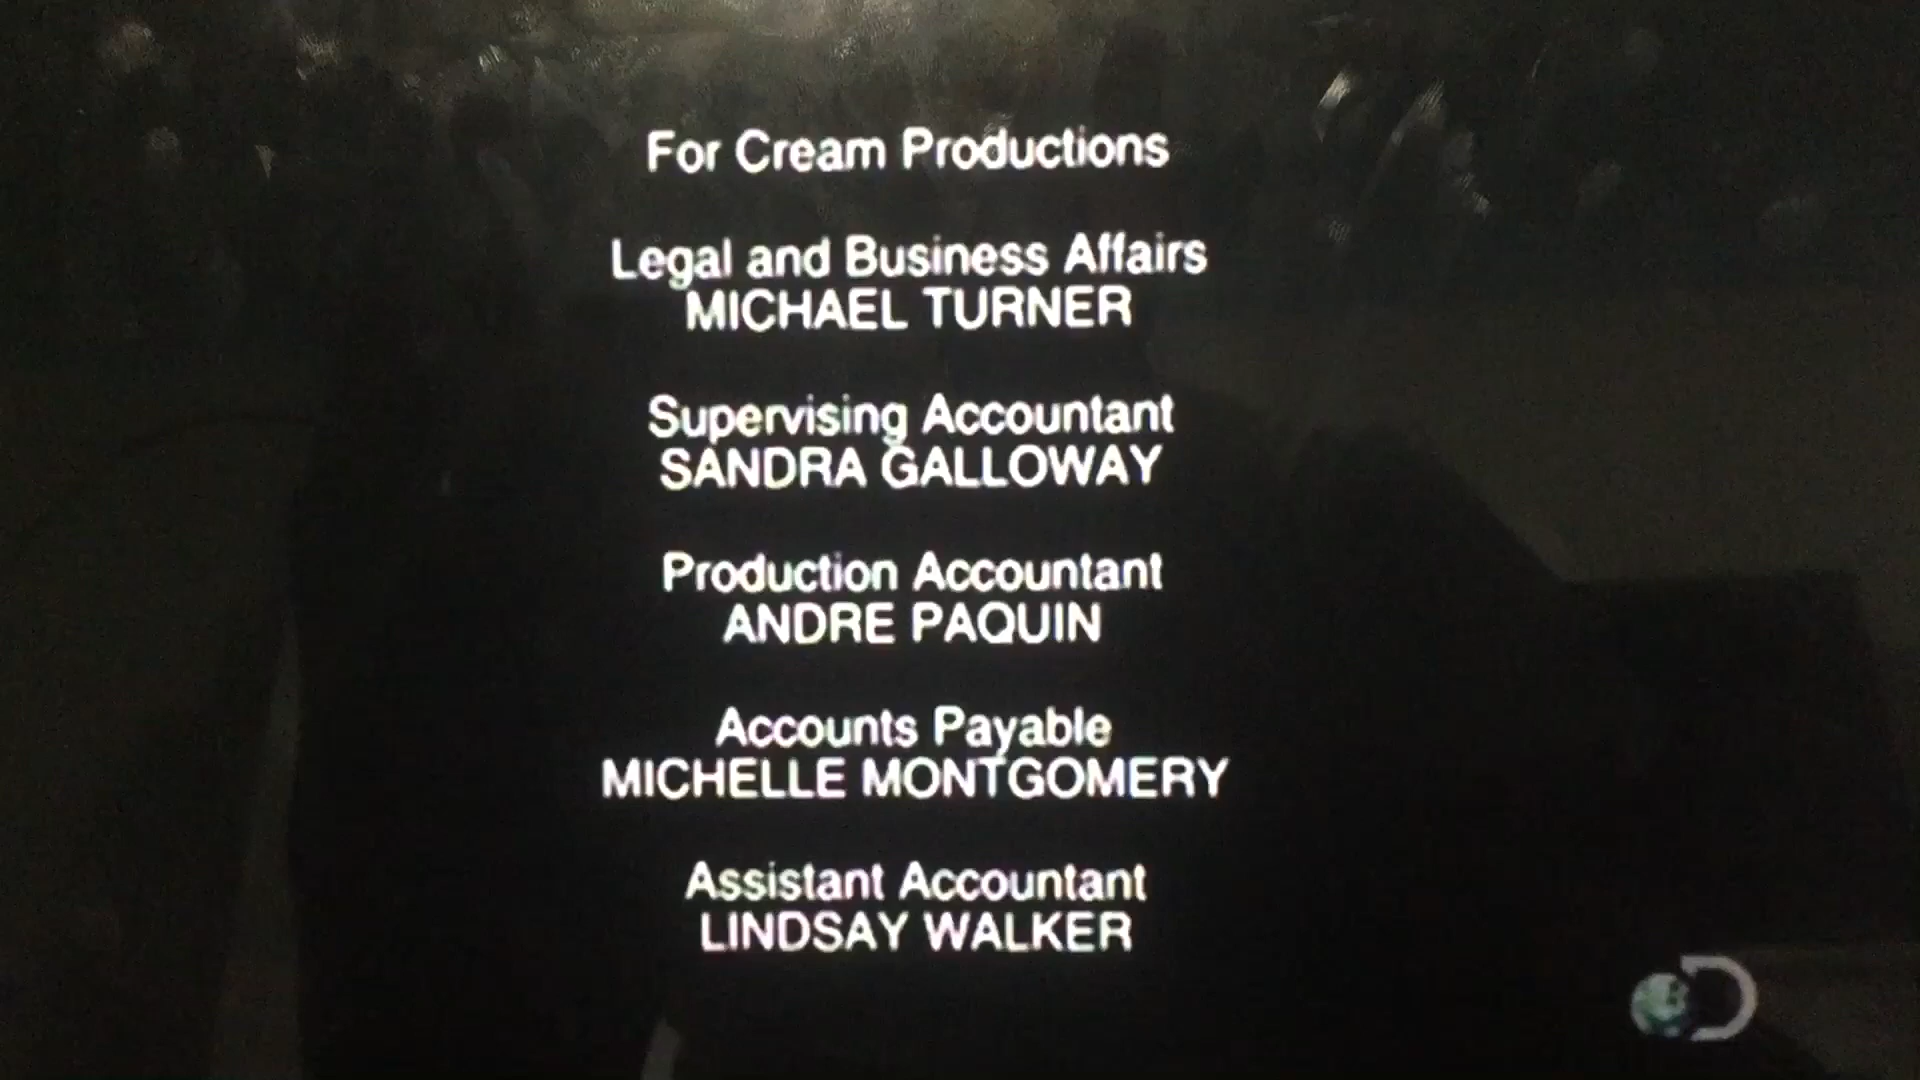 For Cream Productions
Legal and Business Affairs
MICHAEL TURNER
Supervising Accountant
SANDRA GALLOWAY
Production Accountant
ANDRE PAQUIN
Accounts Payable
MICHELLE MONTGOMERY
Assistant Accountant
LINDSAY WALKER
D